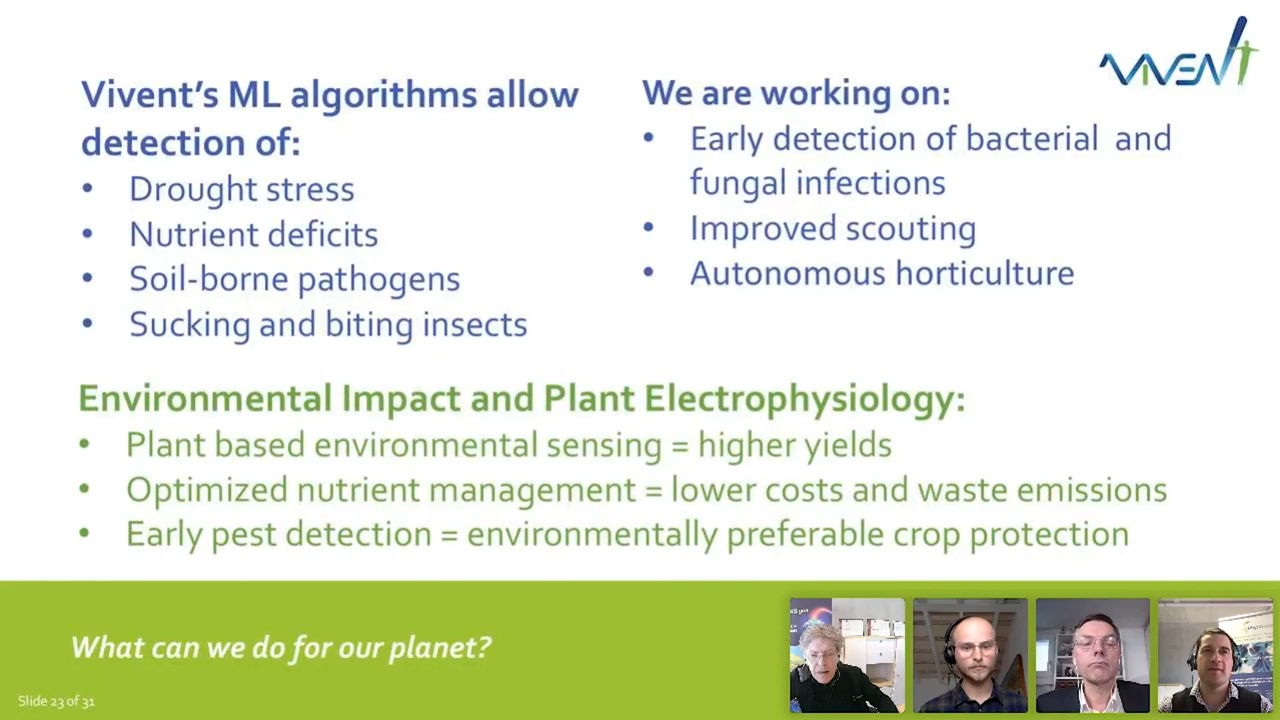 VIVENT
Vivent's ML algorithms allow
detection of:
• Drought stress
• Nutrient deficits
• Soil-borne pathogens
• Sucking and biting insects
We are working on:
• Early detection of bacterial and
fungal infections
• Improved scouting
• Autonomous horticulture
Environmental Impact and Plant Electrophysiology:
• Plant based environmental sensing = higher yields
• Optimized nutrient management = lower costs and waste emissions
• Early pest detection = environmentally preferable crop protection
What can we do for our planet?
Slide 23 of 31